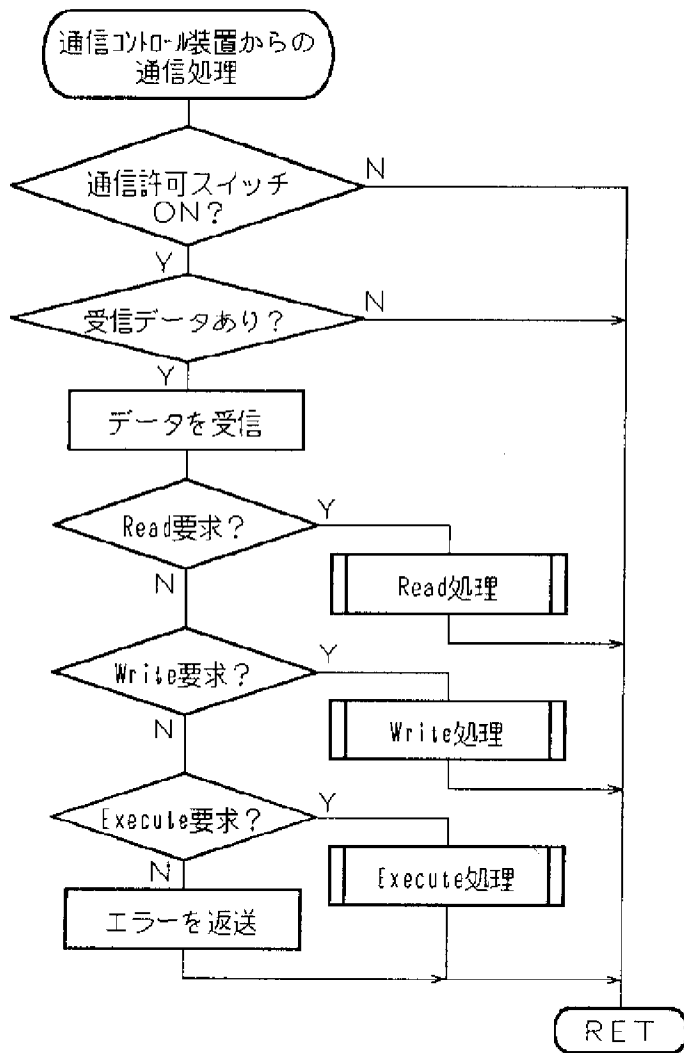 通信コントロール装置からの
通信処理
通信許可スイッチ
ON?
N
Y
受信データあり?
N
Y
データを受信
Read要求?
Y
N
Read処理
Write要求?
Y
N
Write処理
Execute要求?
Y
N
Execute処理
エラーを返送
RET